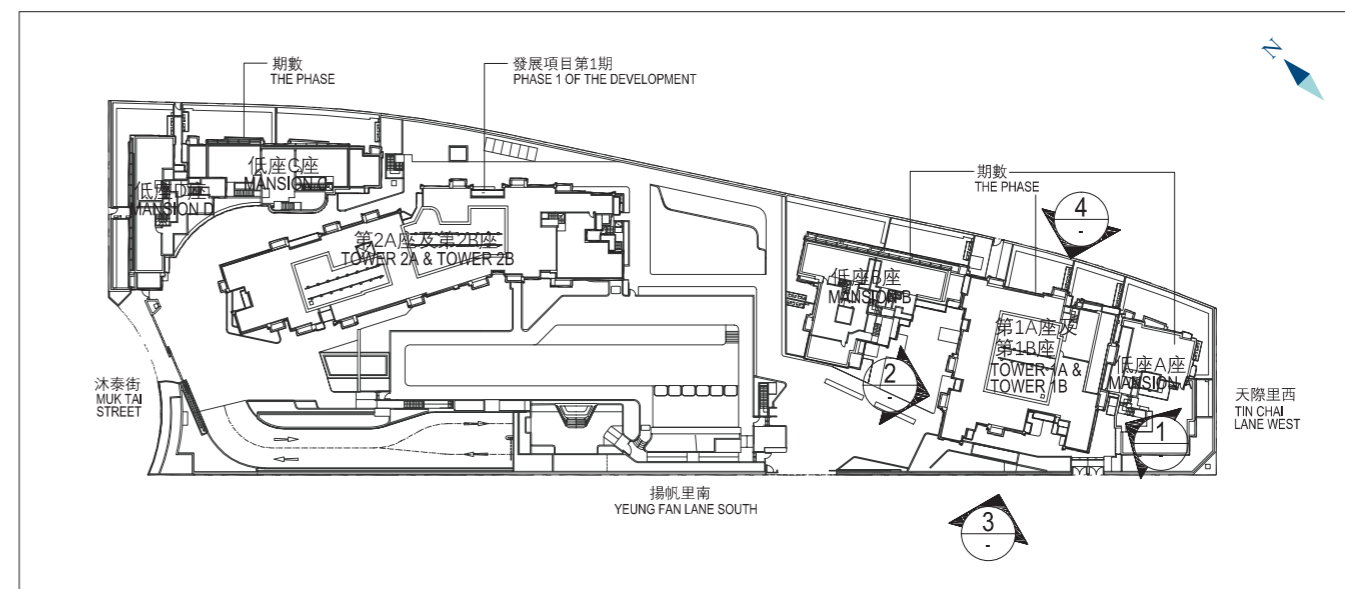 N
期數
THE PHASE
發展項目第1期
PHASE 1 OF THE DEVELOPMENT
低座C座
MANSION C
低座D座
MANSION D
第2A座及第2B座
TOWER 2A & TOWER 2B
期數
THE PHASE
4
-
低座B座
MANSION B
第1A座及
第1B座
TOWER 1A &
TOWER 1B
低座A座
MANSION A
2
-
沐泰街
MUK TAI
STREET
天際里西
TIN CHAI
LANE WEST
1
-
揚帆里南
YEUNG FAN LANE SOUTH
3
-